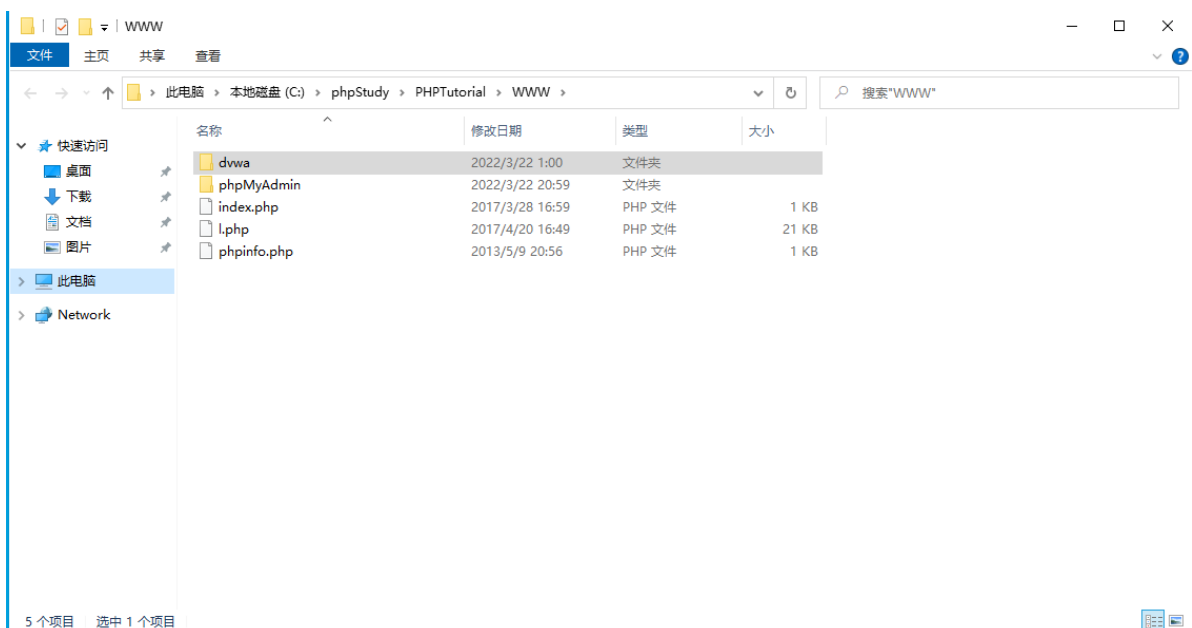 WWW
文件 主页 共享 查看
此电脑 本地磁盘 (C:) phpStudy PHPTutorial WWW 搜索"WWW"
名称 修改日期 类型 大小
快速访问
桌面
下载
文档
图片
此电脑
Network
dvwa 2022/3/22 1:00 文件夹
phpMyAdmin 2022/3/22 20:59 文件夹
index.php 2017/3/28 16:59 PHP 文件 1 KB
l.php 2017/4/20 16:49 PHP 文件 21 KB
phpinfo.php 2013/5/9 20:56 PHP 文件 1 KB
5 个项目 选中 1 个项目